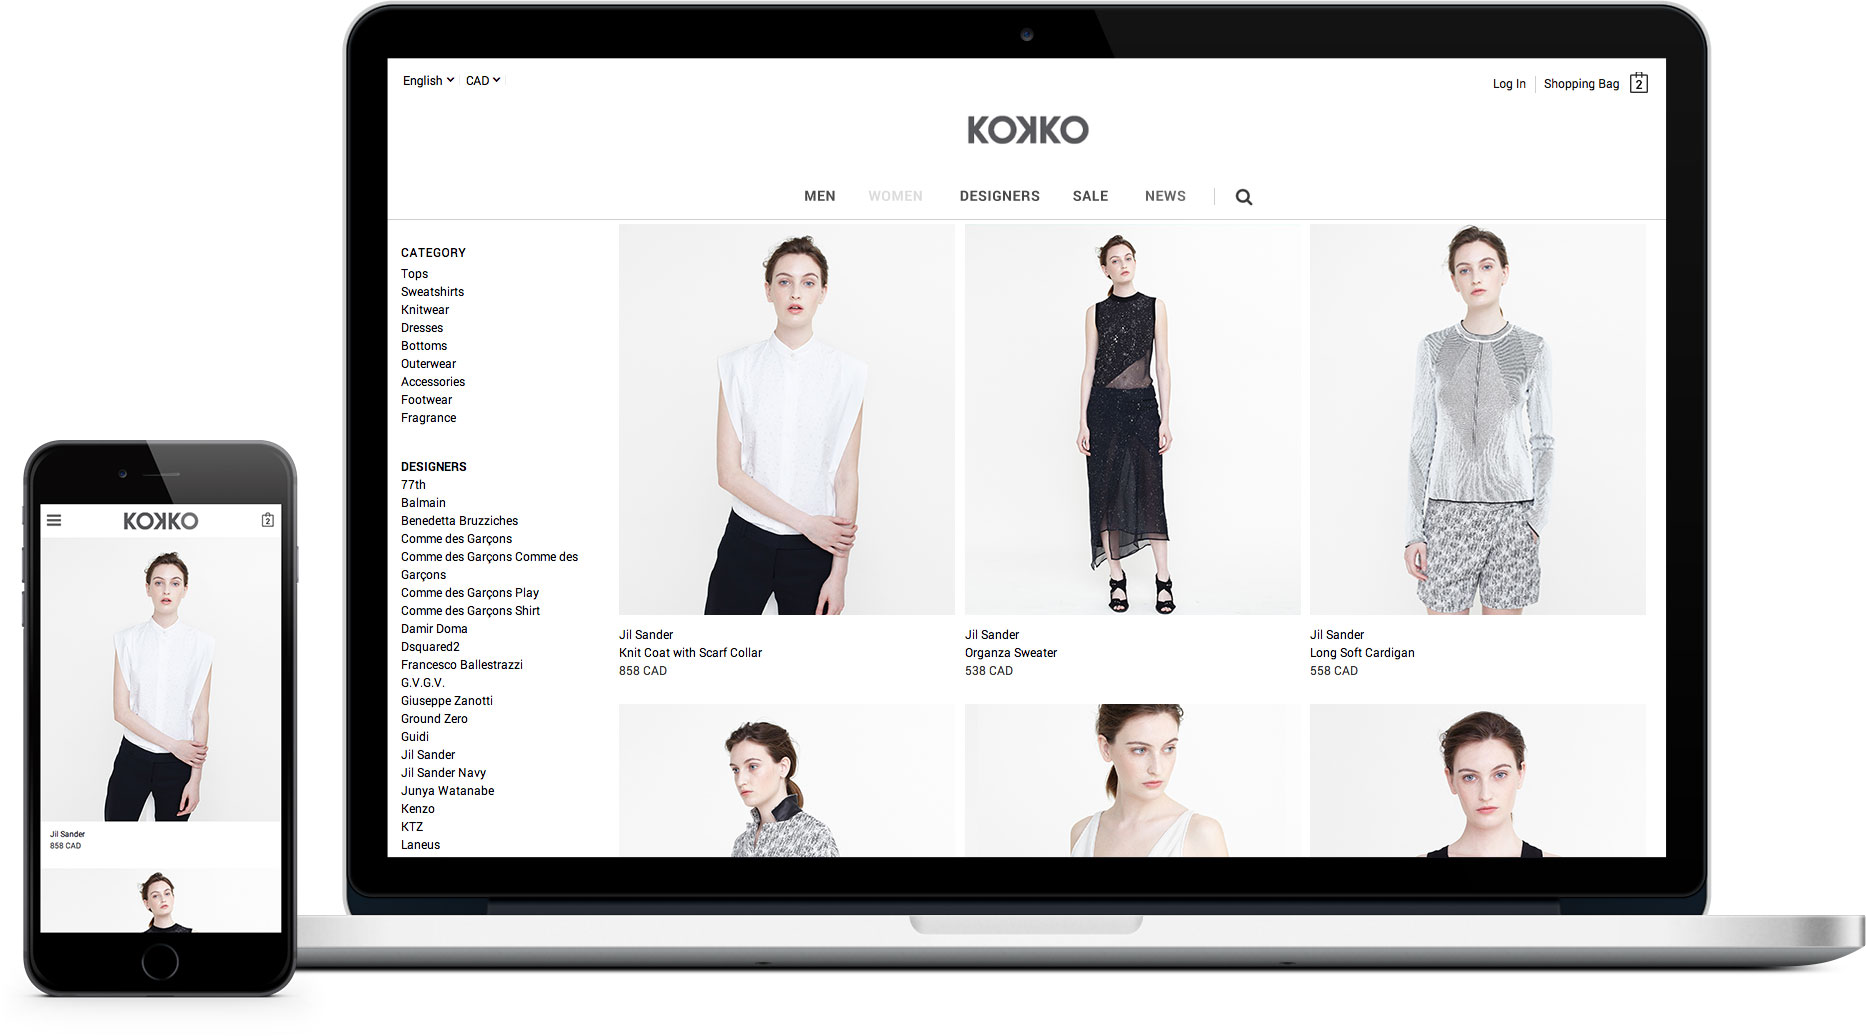 English CAD
Log In Shopping Bag 2
KOKKO
MEN WOMEN DESIGNERS SALE NEWS
CATEGORY
Tops
Sweatshirts
Knitwear
Dresses
Bottoms
Outerwear
Accessories
Footwear
Fragrance
DESIGNERS
77th
Balmain
Benedetta Bruzziches
Comme des Garçons
Comme des Garçons Comme des
Garçons
Comme des Garçons Play
Comme des Garçons Shirt
Damir Doma
Dsquared2
Francesco Ballestrazzi
G.V.G.V.
Giuseppe Zanotti
Ground Zero
Guidi
Jil Sander
Jil Sander Navy
Junya Watanabe
Kenzo
KTZ
Laneus
Jil Sander
Knit Coat with Scarf Collar
858 CAD
Jil Sander
Organza Sweater
538 CAD
Jil Sander
Long Soft Cardigan
558 CAD
KOKKO 2
Jil Sander
858 CAD